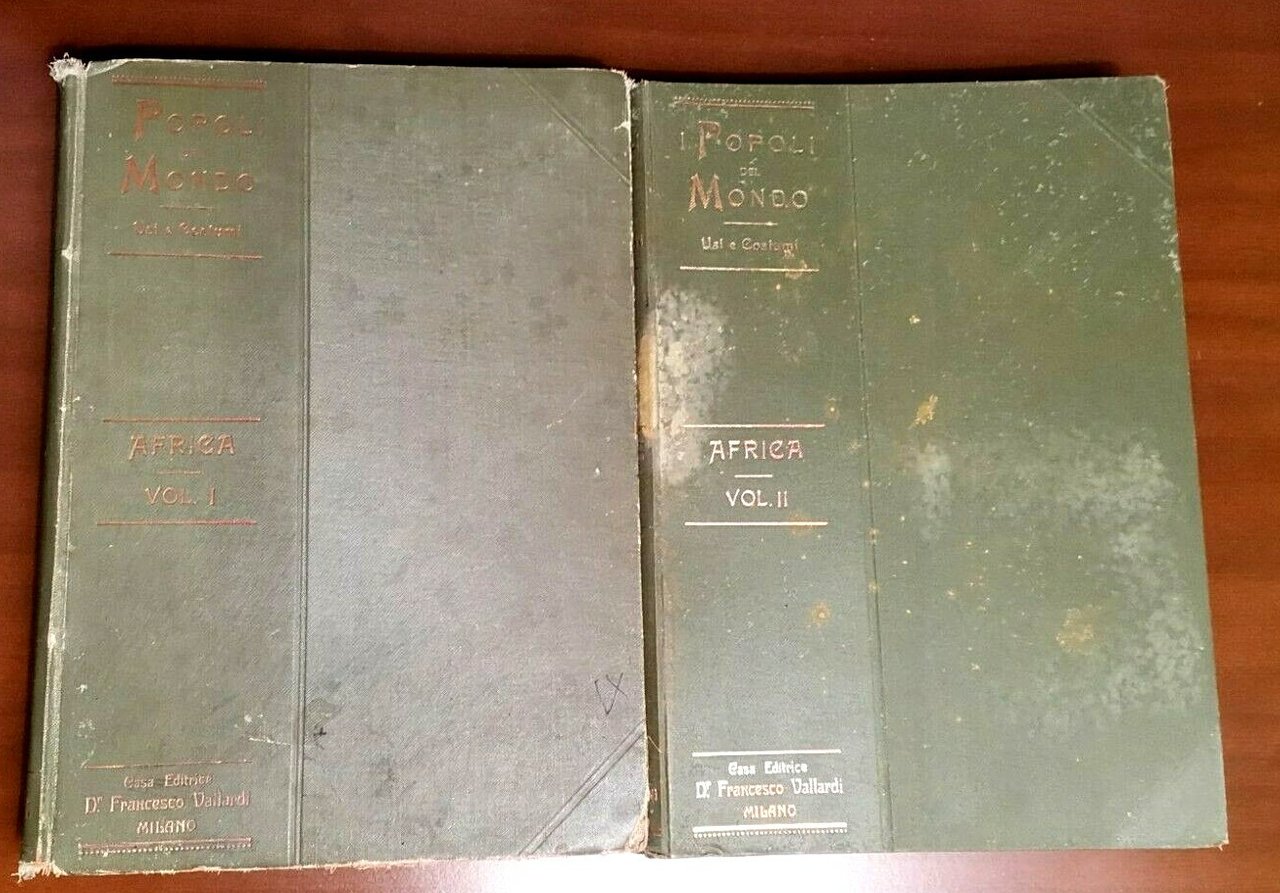 Popoli
Mondo
Usi e Costumi
AFRICA
VOL. I
Casa Editrice
Dr. Francesco Vallardi
MILANO
I Popoli
del
Mondo
Usi e Costumi
AFRICA
VOL. II
Casa Editrice
Dr. Francesco Vallardi
MILANO